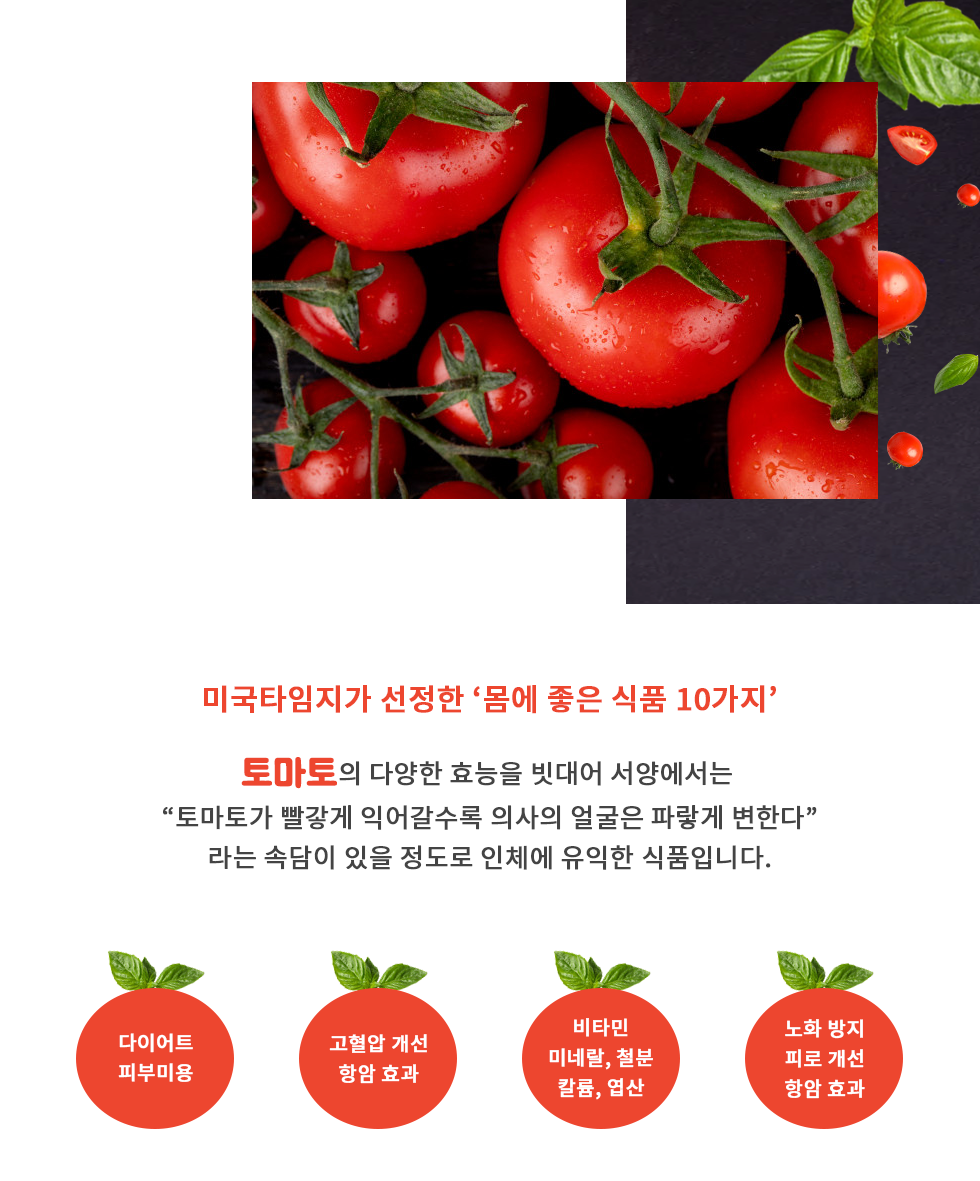 미국타임지가 선정한 ‘몸에 좋은 식품 10가지’
토마토의 다양한 효능을 빗대어 서양에서는
“토마토가 빨갛게 익어갈수록 의사의 얼굴은 파랗게 변한다”
라는 속담이 있을 정도로 인체에 유익한 식품입니다.
다이어트
피부미용
고혈압 개선
항암 효과
비타민
미네랄, 철분
칼륨, 엽산
노화 방지
피로 개선
항암 효과